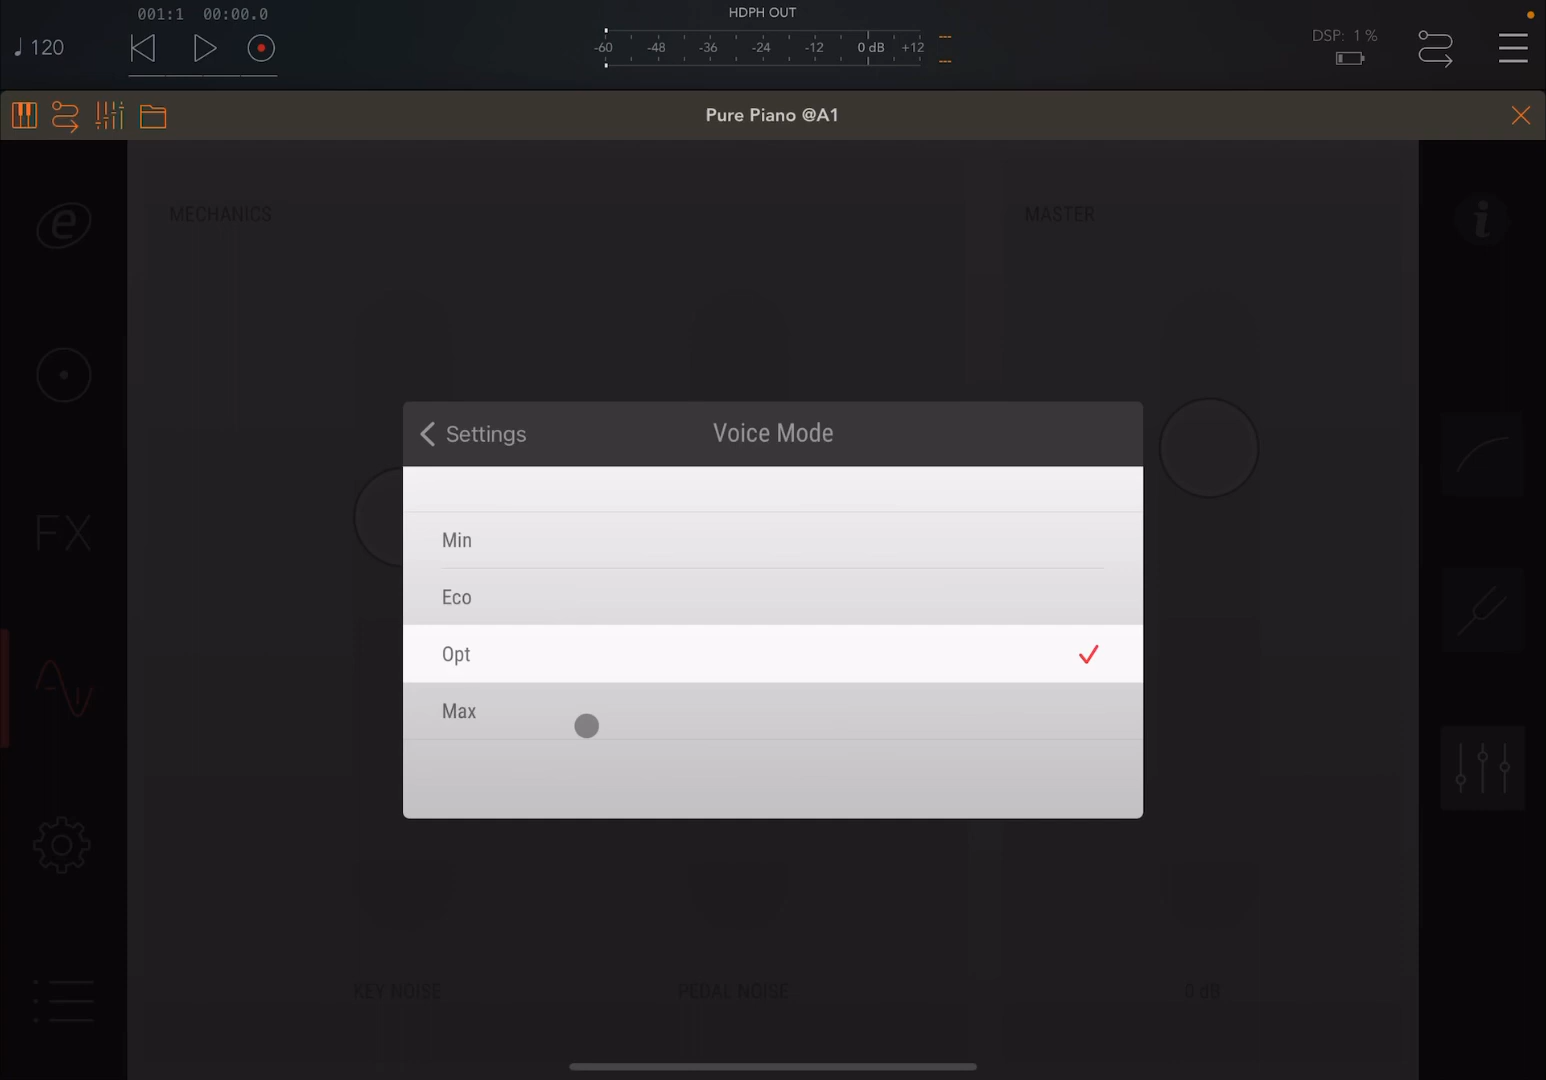 001:1 00:00.0
HDPH OUT
120
-60 -48 -36 -24 -12 0 dB +12
DSP: 1 %
Pure Piano @A1
MECHANICS
MASTER
e
i
Settings
Voice Mode
Min
Eco
Opt
Max
FX
KEY NOISE
PEDAL NOISE
0 dB